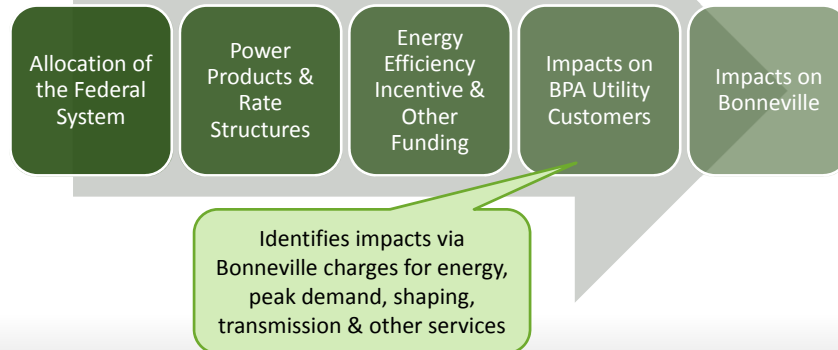 Allocation of
the Federal
System
Power
Products &
Rate
Structures
Energy
Efficiency
Incentive &
Other
Funding
Impacts on
BPA Utility
Customers
Impacts on
Bonneville
Identifies impacts via
Bonneville charges for energy,
peak demand, shaping,
transmission & other services